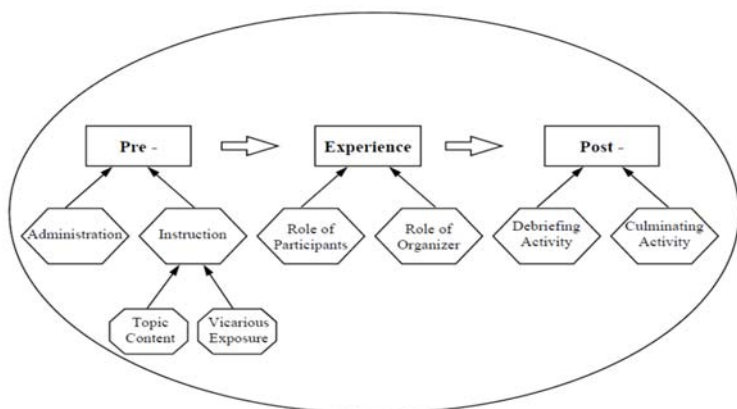 Pre -
Experience
Post -
Administration
Instruction
Role of
Participants
Role of
Organizer
Debriefing
Activity
Culminating
Activity
Topic
Content
Vicarious
Exposure